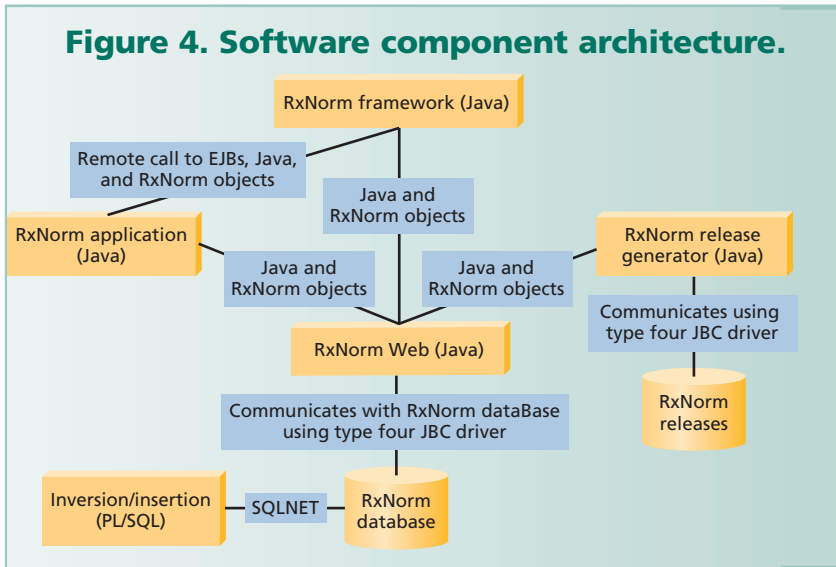 Figure 4. Software component architecture.
RxNorm framework (Java)
Remote call to EJBs, Java,
and RxNorm objects
Java and
RxNorm objects
RxNorm application
(Java)
RxNorm release
generator (Java)
Java and
RxNorm objects
Java and
RxNorm objects
Communicates using
type four JBC driver
RxNorm Web (Java)
RxNorm
releases
Communicates with RxNorm dataBase
using type four JBC driver
Inversion/insertion
(PL/SQL)
SQLNET
RxNorm
database